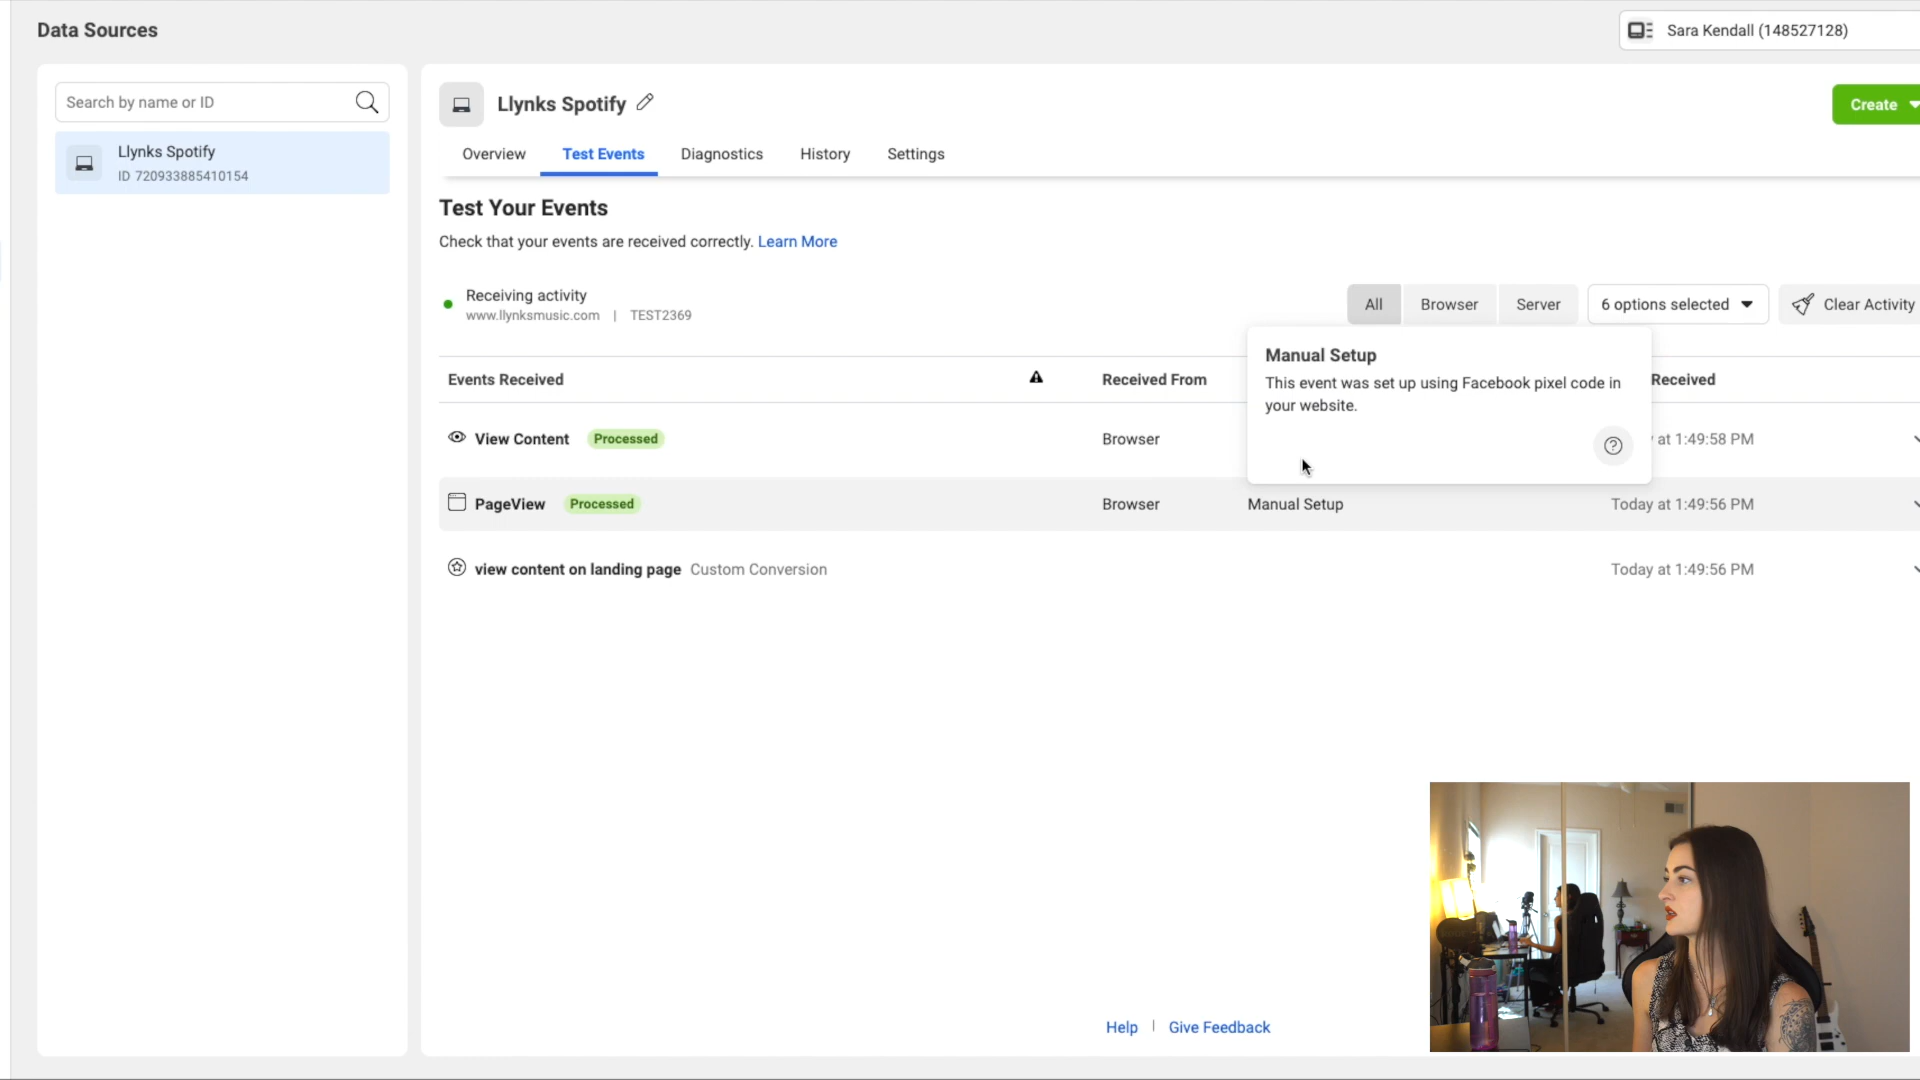 Data Sources
Sara Kendall (148527128)
Search by name or ID
Llynks Spotify
ID 720933885410154
Llynks Spotify
Create
Overview
Test Events
Diagnostics
History
Settings
Test Your Events
Check that your events are received correctly. Learn More
Receiving activity
www.llynksmusic.com | TEST2369
All
Browser
Server
6 options selected
Clear Activity
Manual Setup
This event was set up using Facebook pixel code in
your website.
Events Received
Received From
Received
View Content Processed
Browser
at 1:49:58 PM
PageView Processed
Browser
Manual Setup
Today at 1:49:56 PM
view content on landing page Custom Conversion
Today at 1:49:56 PM
Help | Give Feedback